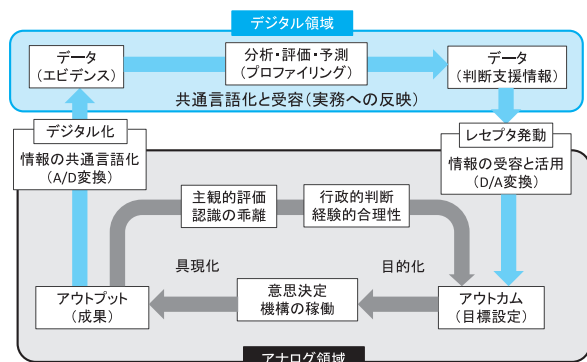 デジタル領域
データ
(エビデンス)
分析・評価・予測
(プロファイリング)
データ
(判断支援情報)
共通言語化と受容(実務への反映)
デジタル化
情報の共通言語化
(A/D変換)
レセプタ発動
情報の受容と活用
(D/A変換)
主観的評価
認識の乖離
行政的判断
経験的合理性
具現化
目的化
アウトプット
(成果)
意思決定
機構の稼働
アウトカム
(目標設定)
アナログ領域